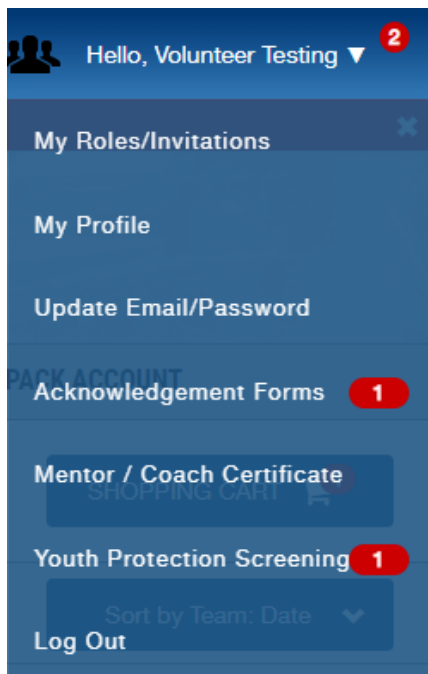 Hello, Volunteer Testing ▼ 2
My Roles/Invitations
My Profile
Update Email/Password
PACK ACCOUNT
Acknowledgement Forms 1
Mentor / Coach Certificate
SHOPPING CART
Youth Protection Screening 1
Sort by Team: Date
Log Out